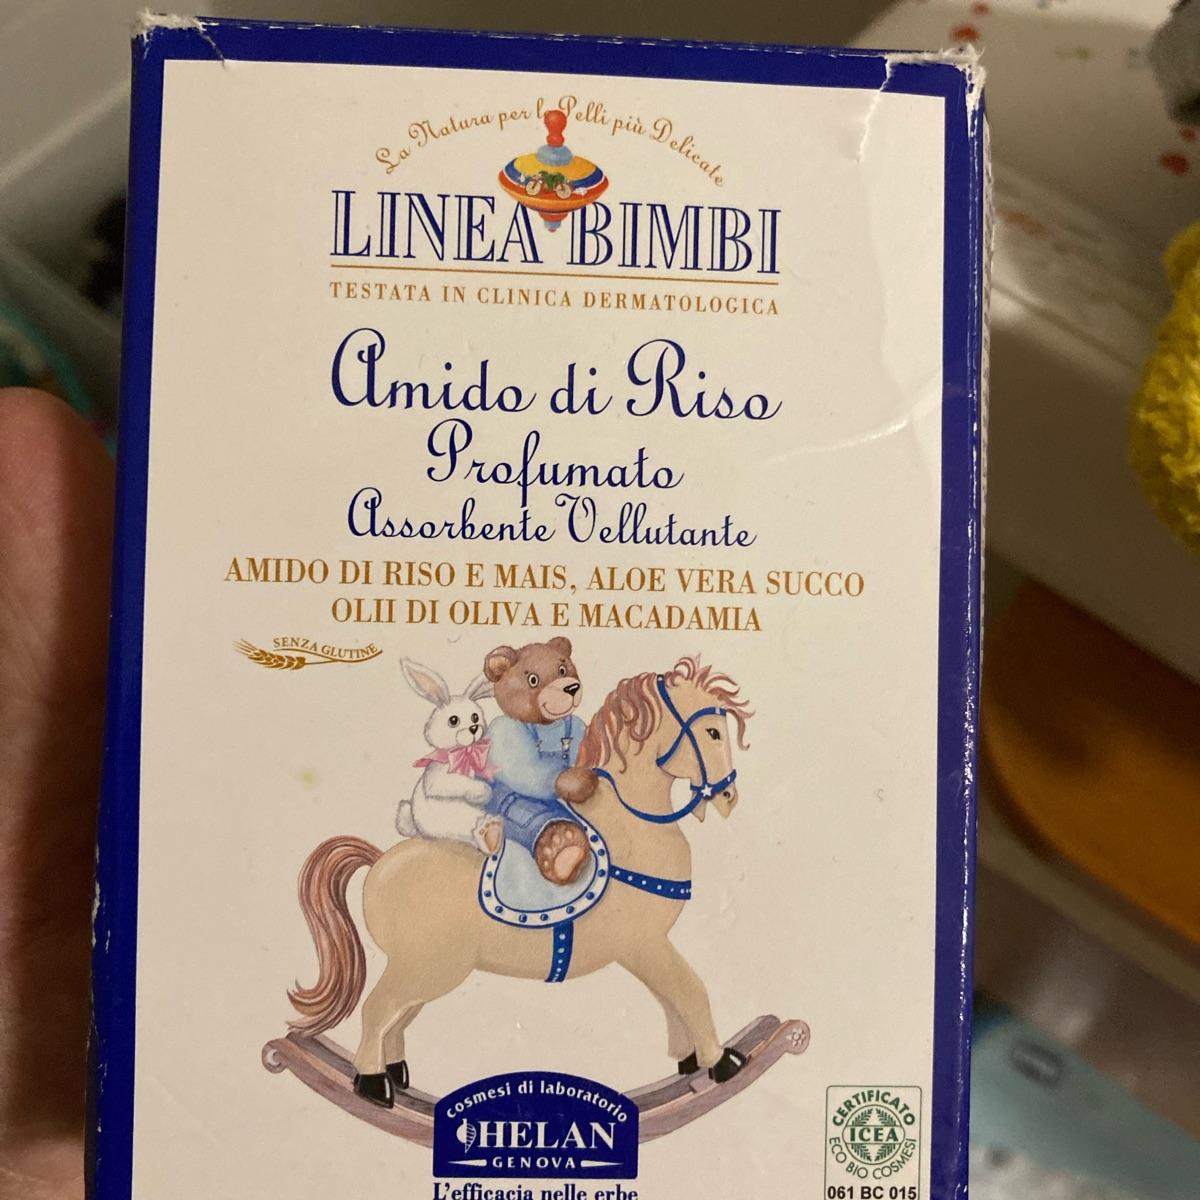 La Natura per le Pelli più Delicate
LINEA BIMBI
TESTATA IN CLINICA DERMATOLOGICA
Amido di Riso
Profumato
Assorbente Vellutante
AMIDO DI RISO E MAIS, ALOE VERA SUCCO
OLII DI OLIVA E MACADAMIA
SENZA GLUTINE
Cosmesi di laboratorio
HELAN
GENOVA
L'efficacia nelle erbe
CERTIFICATO
ICEA
ECO BIO COSMESI
061 BC 015